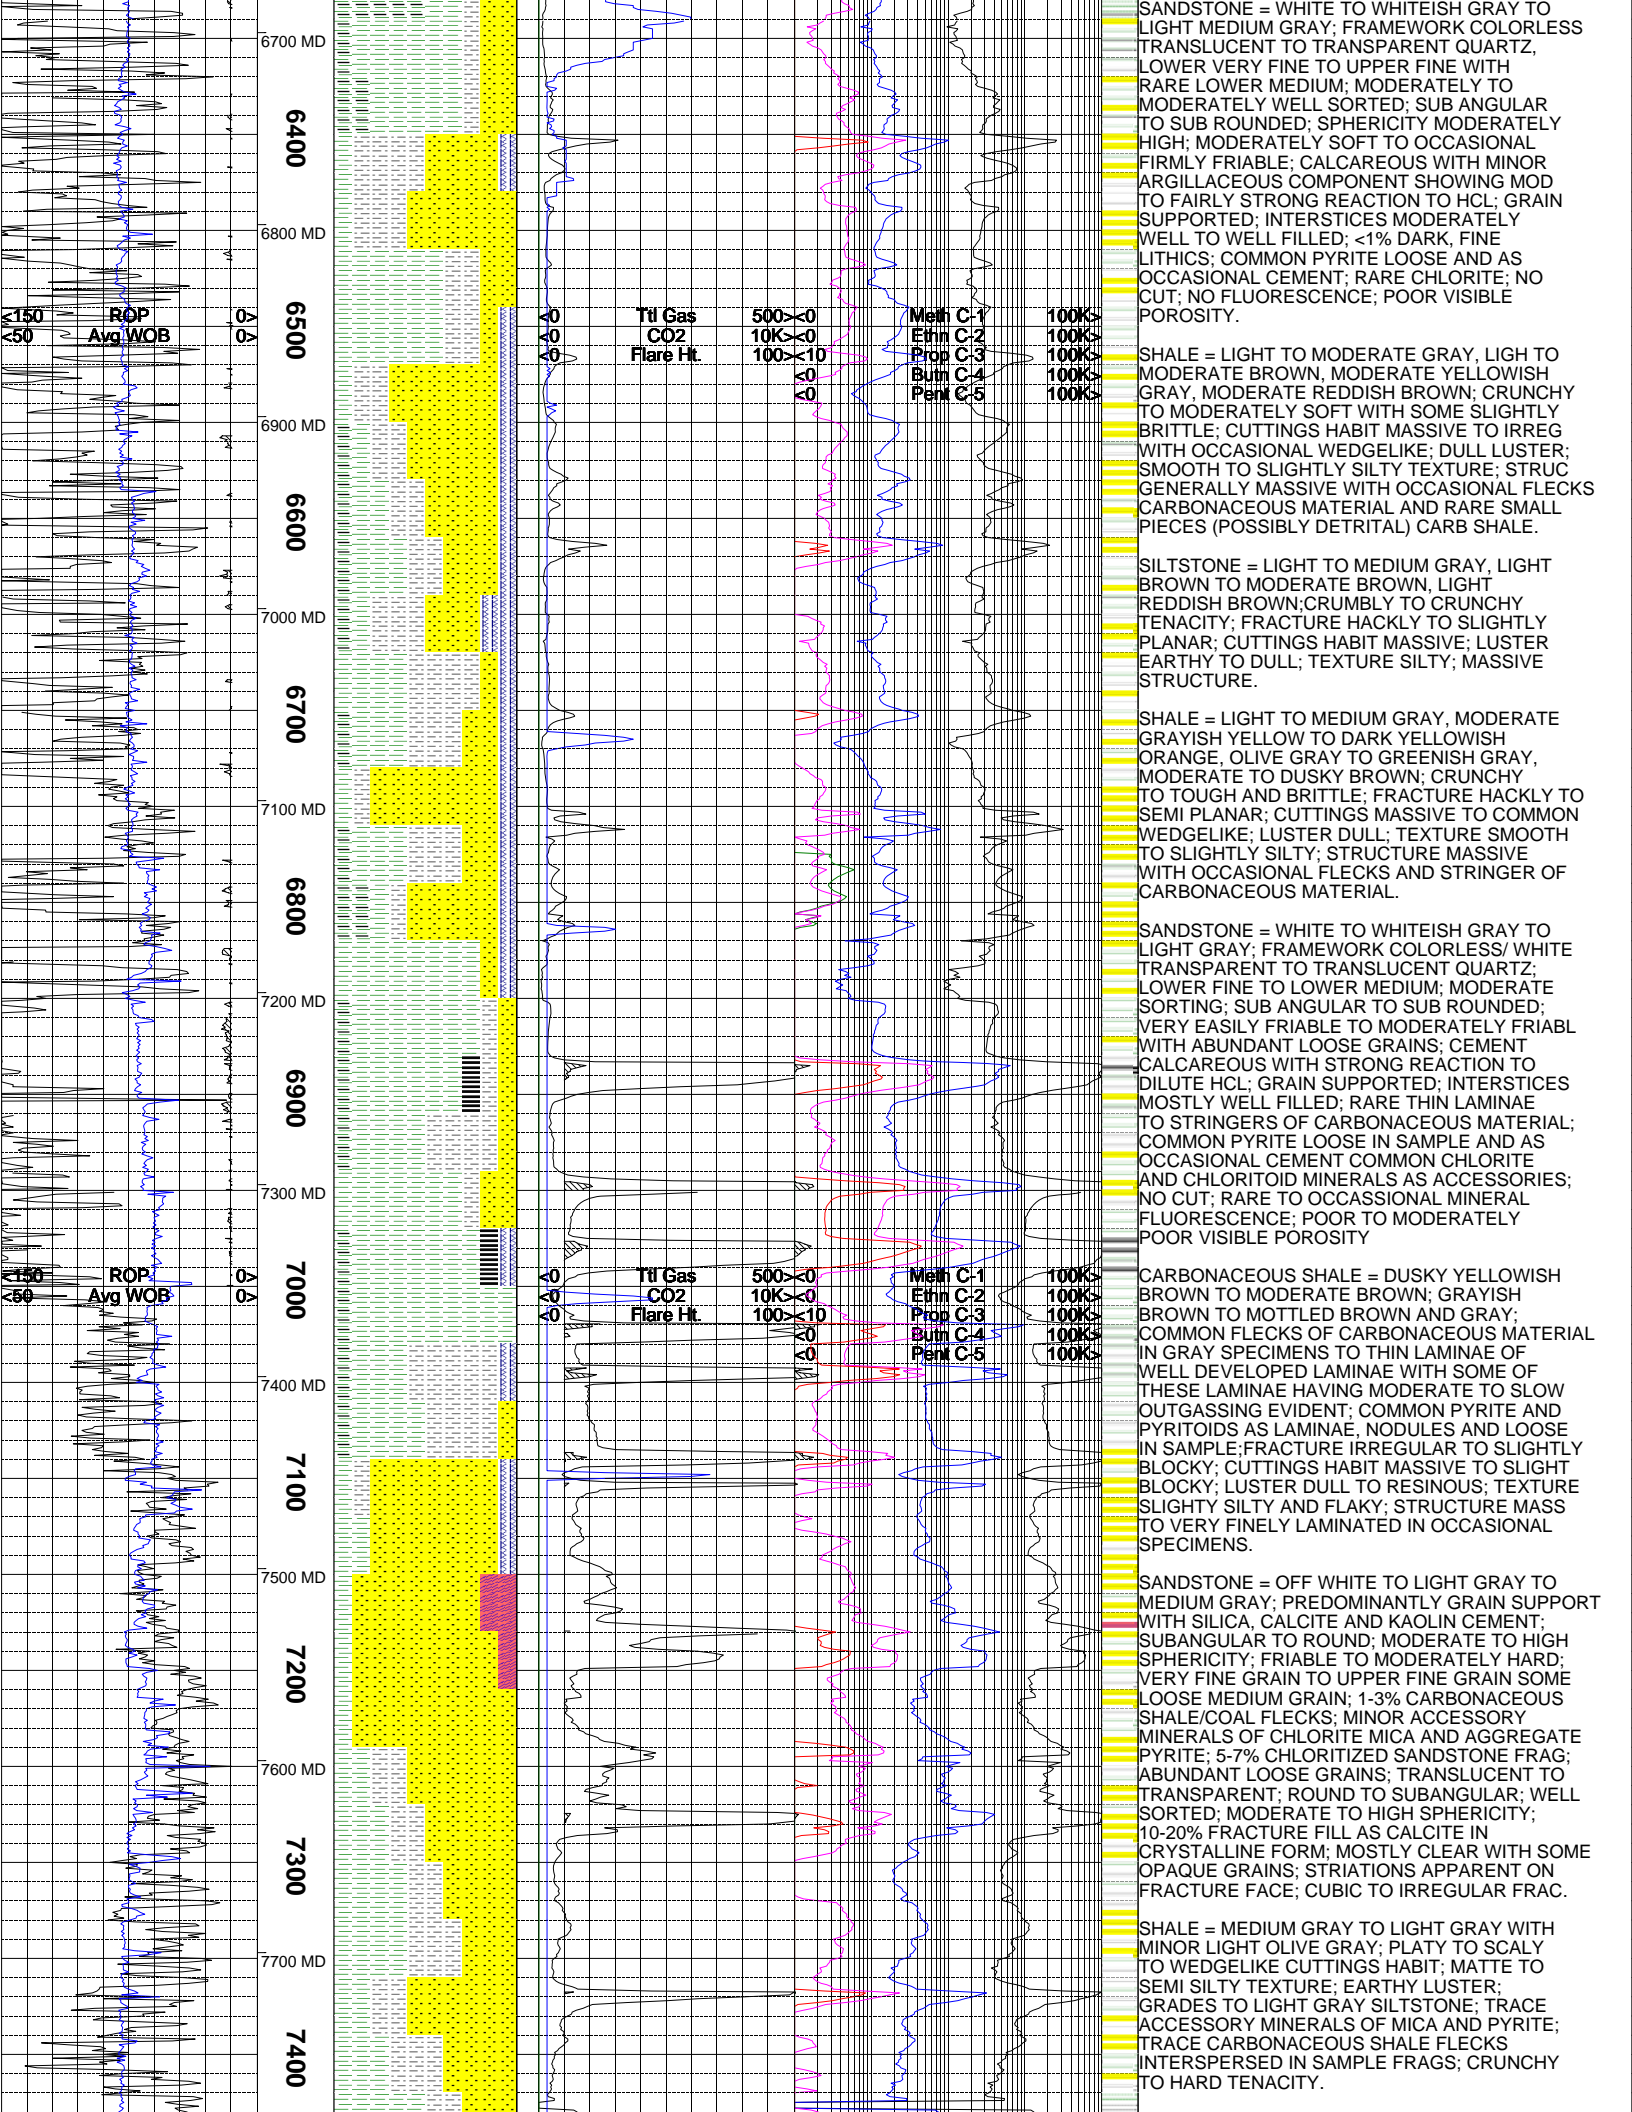 6700 MD
6400
6800 MD
<150 ROP 0>
<50 Avg WOB 0>
6500
<0 Ttl Gas 500>
<0 CO2 10K>
<0 Flare Ht. 100>
<0 Meth C-1 100K>
<0 Ethn C-2 100K>
<10 Prop C-3 100K>
<0 Butn C-4 100K>
<0 Pent C-5 100K>
6900 MD
6600
7000 MD
6700
7100 MD
6800
7200 MD
6900
7300 MD
<150 ROP 0>
<50 Avg WOB 0>
7000
<0 Ttl Gas 500>
<0 CO2 10K>
<0 Flare Ht. 100>
<0 Meth C-1 100K>
<0 Ethn C-2 100K>
<10 Prop C-3 100K>
<0 Butn C-4 100K>
<0 Pent C-5 100K>
7400 MD
7100
7500 MD
7200
7600 MD
7300
7700 MD
7400
SANDSTONE = WHITE TO WHITEISH GRAY TO
LIGHT MEDIUM GRAY; FRAMEWORK COLORLESS
TRANSLUCENT TO TRANSPARENT QUARTZ,
LOWER VERY FINE TO UPPER FINE WITH
RARE LOWER MEDIUM; MODERATELY TO
MODERATELY WELL SORTED; SUB ANGULAR
TO SUB ROUNDED; SPHERICITY MODERATELY
HIGH; MODERATELY SOFT TO OCCASIONAL
FIRMLY FRIABLE; CALCAREOUS WITH MINOR
ARGILLACEOUS COMPONENT SHOWING MOD
TO FAIRLY STRONG REACTION TO HCL; GRAIN
SUPPORTED; INTERSTICES MODERATELY
WELL TO WELL FILLED; <1% DARK, FINE
LITHICS; COMMON PYRITE LOOSE AND AS
OCCASIONAL CEMENT; RARE CHLORITE; NO
CUT; NO FLUORESCENCE; POOR VISIBLE
POROSITY.
SHALE = LIGHT TO MODERATE GRAY, LIGH TO
MODERATE BROWN, MODERATE YELLOWISH
GRAY, MODERATE REDDISH BROWN; CRUNCHY
TO MODERATELY SOFT WITH SOME SLIGHTLY
BRITTLE; CUTTINGS HABIT MASSIVE TO IRREG
WITH OCCASIONAL WEDGELIKE; DULL LUSTER;
SMOOTH TO SLIGHTLY SILTY TEXTURE; STRUC
GENERALLY MASSIVE WITH OCCASIONAL FLECKS
CARBONACEOUS MATERIAL AND RARE SMALL
PIECES (POSSIBLY DETRITAL) CARB SHALE.
SILTSTONE = LIGHT TO MEDIUM GRAY, LIGHT
BROWN TO MODERATE BROWN, LIGHT
REDDISH BROWN;CRUMBLY TO CRUNCHY
TENACITY; FRACTURE HACKLY TO SLIGHTLY
PLANAR; CUTTINGS HABIT MASSIVE; LUSTER
EARTHY TO DULL; TEXTURE SILTY; MASSIVE
STRUCTURE.
SHALE = LIGHT TO MEDIUM GRAY, MODERATE
GRAYISH YELLOW TO DARK YELLOWISH
ORANGE, OLIVE GRAY TO GREENISH GRAY,
MODERATE TO DUSKY BROWN; CRUNCHY
TO TOUGH AND BRITTLE; FRACTURE HACKLY TO
SEMI PLANAR; CUTTINGS MASSIVE TO COMMON
WEDGELIKE; LUSTER DULL; TEXTURE SMOOTH
TO SLIGHTLY SILTY; STRUCTURE MASSIVE
WITH OCCASIONAL FLECKS AND STRINGER OF
CARBONACEOUS MATERIAL.
SANDSTONE = WHITE TO WHITEISH GRAY TO
LIGHT GRAY; FRAMEWORK COLORLESS/ WHITE
TRANSPARENT TO TRANSLUCENT QUARTZ;
LOWER FINE TO LOWER MEDIUM; MODERATE
SORTING; SUB ANGULAR TO SUB ROUNDED;
VERY EASILY FRIABLE TO MODERATELY FRIABL
WITH ABUNDANT LOOSE GRAINS; CEMENT
CALCAREOUS WITH STRONG REACTION TO
DILUTE HCL; GRAIN SUPPORTED; INTERSTICES
MOSTLY WELL FILLED; RARE THIN LAMINAE
TO STRINGERS OF CARBONACEOUS MATERIAL;
COMMON PYRITE LOOSE IN SAMPLE AND AS
OCCASIONAL CEMENT COMMON CHLORITE
AND CHLORITOID MINERALS AS ACCESSORIES;
NO CUT; RARE TO OCCASSIONAL MINERAL
FLUORESCENCE; POOR TO MODERATELY
POOR VISIBLE POROSITY
CARBONACEOUS SHALE = DUSKY YELLOWISH
BROWN TO MODERATE BROWN; GRAYISH
BROWN TO MOTTLED BROWN AND GRAY;
COMMON FLECKS OF CARBONACEOUS MATERIAL
IN GRAY SPECIMENS TO THIN LAMINAE OF
WELL DEVELOPED LAMINAE WITH SOME OF
THESE LAMINAE HAVING MODERATE TO SLOW
OUTGASSING EVIDENT; COMMON PYRITE AND
PYRITOIDS AS LAMINAE, NODULES AND LOOSE
IN SAMPLE;FRACTURE IRREGULAR TO SLIGHTLY
BLOCKY; CUTTINGS HABIT MASSIVE TO SLIGHT
BLOCKY; LUSTER DULL TO RESINOUS; TEXTURE
SLIGHTY SILTY AND FLAKY; STRUCTURE MASS
TO VERY FINELY LAMINATED IN OCCASIONAL
SPECIMENS.
SANDSTONE = OFF WHITE TO LIGHT GRAY TO
MEDIUM GRAY; PREDOMINANTLY GRAIN SUPPORT
WITH SILICA, CALCITE AND KAOLIN CEMENT;
SUBANGULAR TO ROUND; MODERATE TO HIGH
SPHERICITY; FRIABLE TO MODERATELY HARD;
VERY FINE GRAIN TO UPPER FINE GRAIN SOME
LOOSE MEDIUM GRAIN; 1-3% CARBONACEOUS
SHALE/COAL FLECKS; MINOR ACCESSORY
MINERALS OF CHLORITE MICA AND AGGREGATE
PYRITE; 5-7% CHLORITIZED SANDSTONE FRAG;
ABUNDANT LOOSE GRAINS; TRANSLUCENT TO
TRANSPARENT; ROUND TO SUBANGULAR; WELL
SORTED; MODERATE TO HIGH SPHERICITY;
10-20% FRACTURE FILL AS CALCITE IN
CRYSTALLINE FORM; MOSTLY CLEAR WITH SOME
OPAQUE GRAINS; STRIATIONS APPARENT ON
FRACTURE FACE; CUBIC TO IRREGULAR FRAC.
SHALE = MEDIUM GRAY TO LIGHT GRAY WITH
MINOR LIGHT OLIVE GRAY; PLATY TO SCALY
TO WEDGELIKE CUTTINGS HABIT; MATTE TO
SEMI SILTY TEXTURE; EARTHY LUSTER;
GRADES TO LIGHT GRAY SILTSTONE; TRACE
ACCESSORY MINERALS OF MICA AND PYRITE;
TRACE CARBONACEOUS SHALE FLECKS
INTERSPERSED IN SAMPLE FRAGS; CRUNCHY
TO HARD TENACITY.